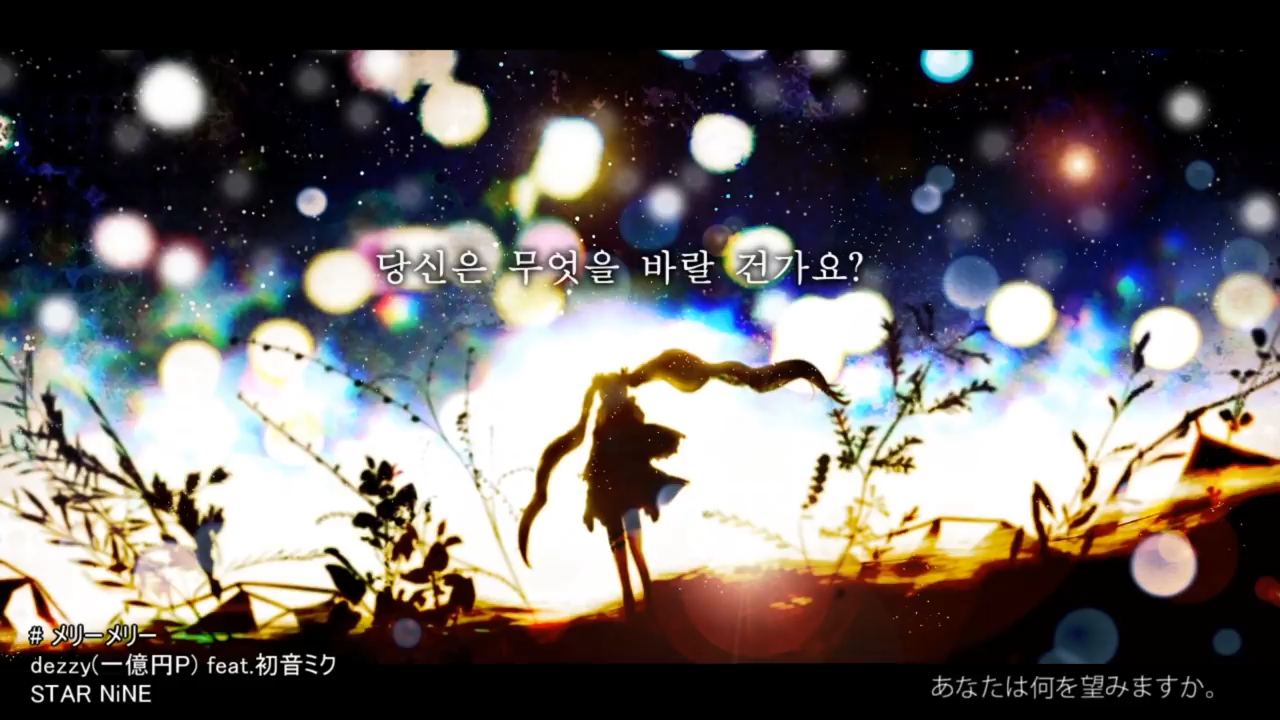 당신은 무엇을 바랄 건가요?
# メリーメリー
dezzy(一億円P) feat.初音ミク
STAR NiNE
あなたは何を望みますか。